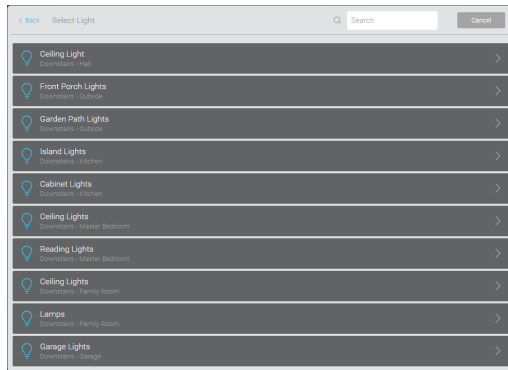 Back
Select Light
Search
Cancel
Ceiling Light
Downstairs - Hall
Front Porch Lights
Downstairs - Outside
Garden Path Lights
Downstairs - Outside
Island Lights
Downstairs - Kitchen
Cabinet Lights
Downstairs - Kitchen
Ceiling Lights
Downstairs - Master Bedroom
Reading Lights
Downstairs - Master Bedroom
Ceiling Lights
Downstairs - Family Room
Lamps
Downstairs - Family Room
Garage Lights
Downstairs - Garage